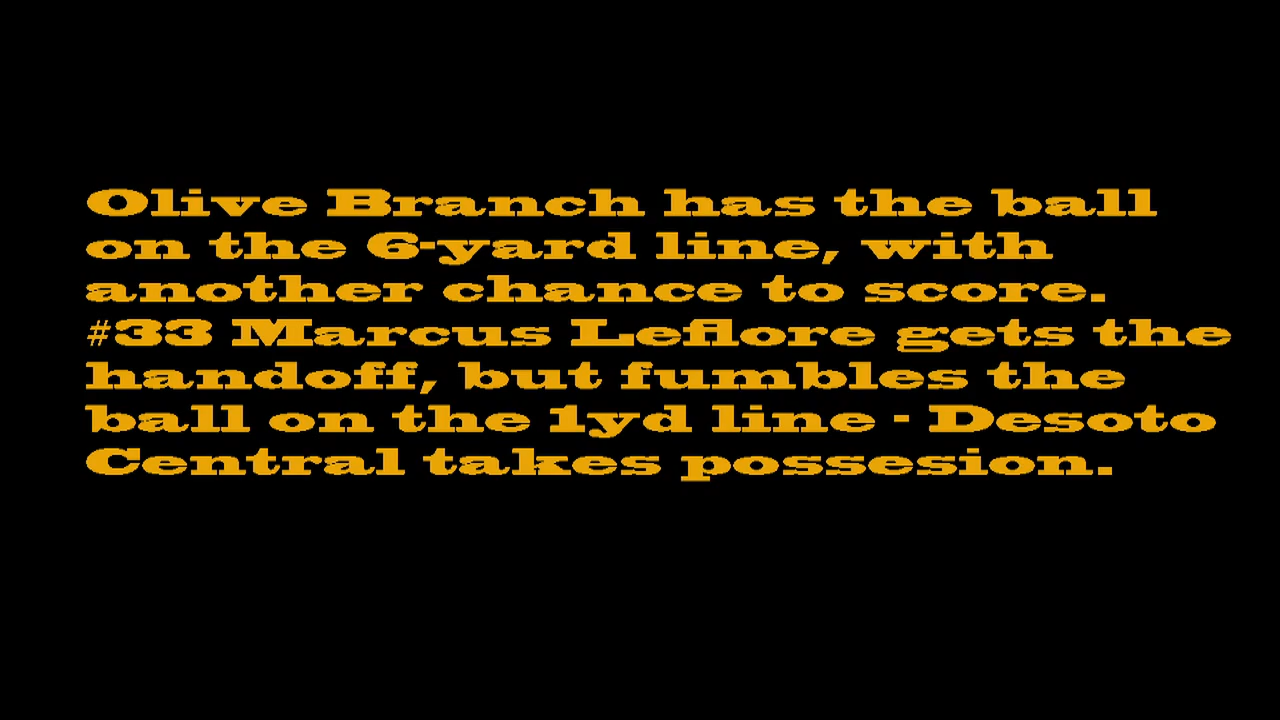 Olive Branch has the ball
on the 6-yard line, with
another chance to score.
#33 Marcus Leflore gets the
handoff, but fumbles the
ball on the 1yd line - Desoto
Central takes possesion.